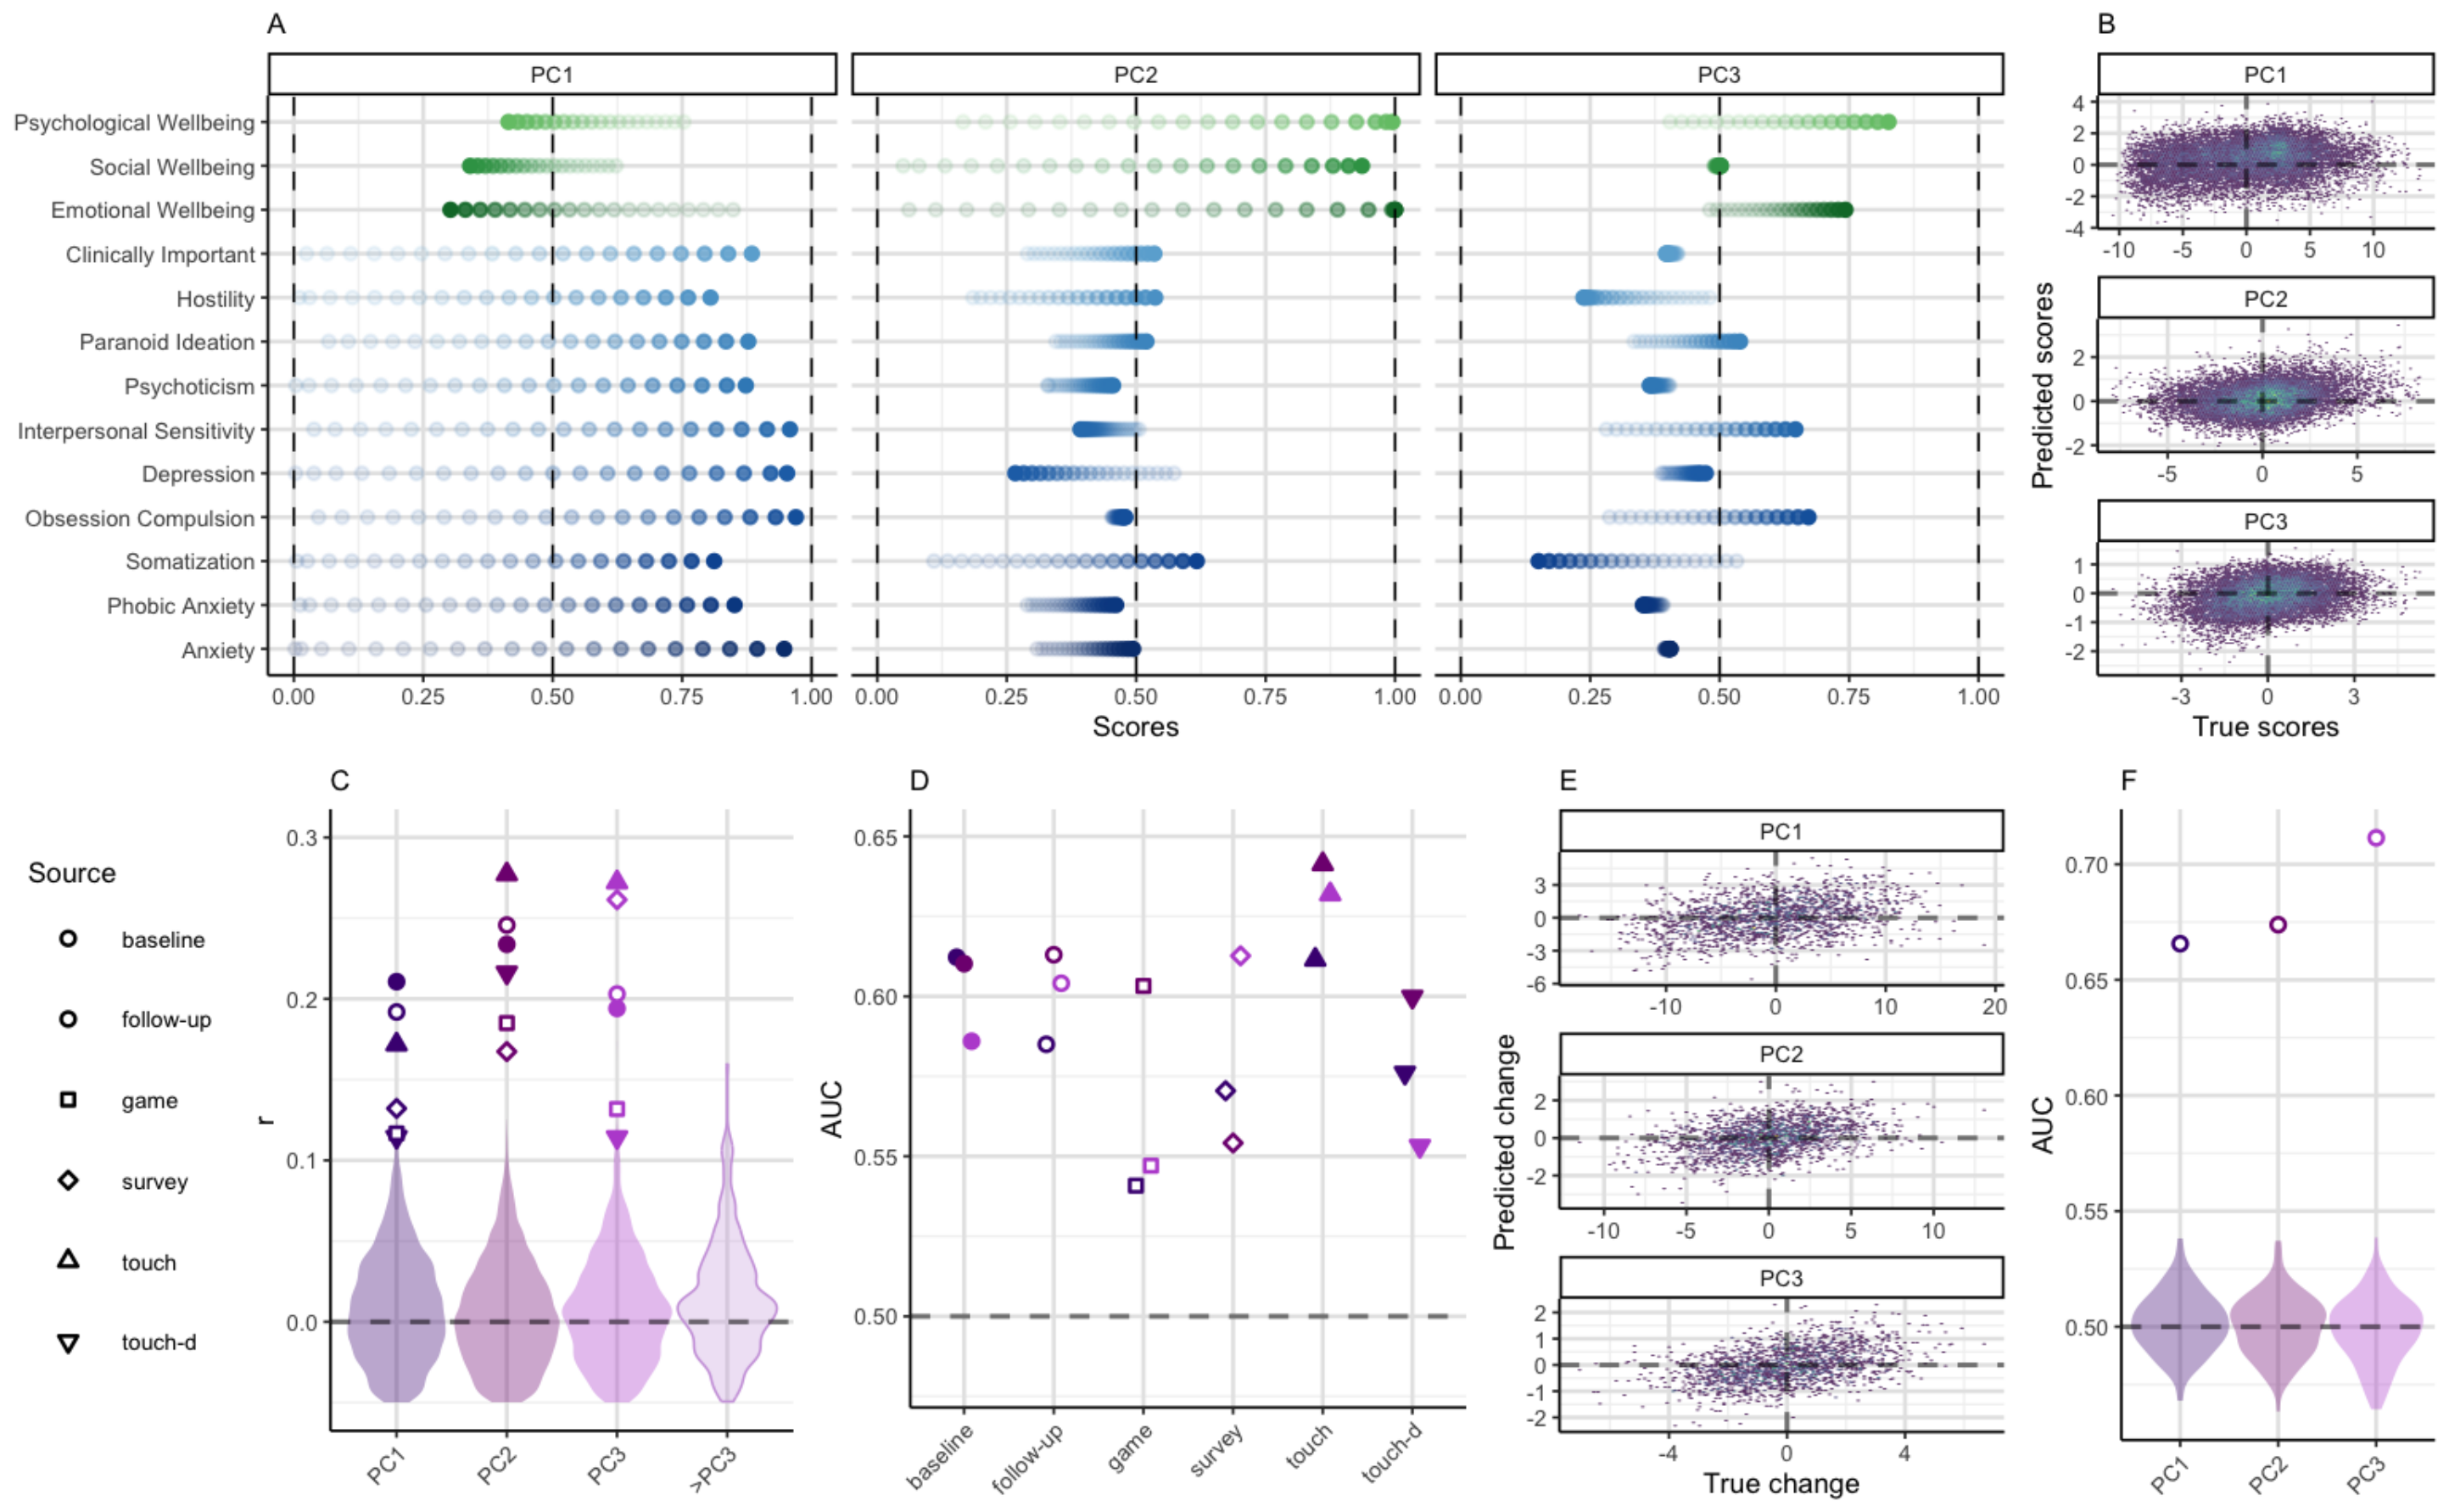 A
PC1
PC2
PC3
Psychological Wellbeing
Social Wellbeing
Emotional Wellbeing
Clinically Important
Hostility
Paranoid Ideation
Psychoticism
Interpersonal Sensitivity
Depression
Obsession Compulsion
Somatization
Phobic Anxiety
Anxiety
0.00 0.25 0.50 0.75 1.00
0.00 0.25 0.50 0.75 1.00
0.00 0.25 0.50 0.75 1.00
Scores
B
Predicted scores
PC1
4
2
0
-2
-4
-10 -5 0 5 10
PC2
2
0
-2
-5 0 5
PC3
1
0
-1
-2
-3 0 3
True scores
Source
baseline
follow-up
game
survey
touch
touch-d
C
r
0.3
0.2
0.1
0.0
PC1
PC2
PC3
>PC3
D
AUC
0.65
0.60
0.55
0.50
baseline
follow-up
game
survey
touch
touch-d
E
Predicted change
PC1
3
0
-3
-6
-10 0 10 20
PC2
2
0
-2
-10 -5 0 5 10
PC3
2
1
0
-1
-2
-4 0 4
True change
F
AUC
0.70
0.65
0.60
0.55
0.50
PC1
PC2
PC3